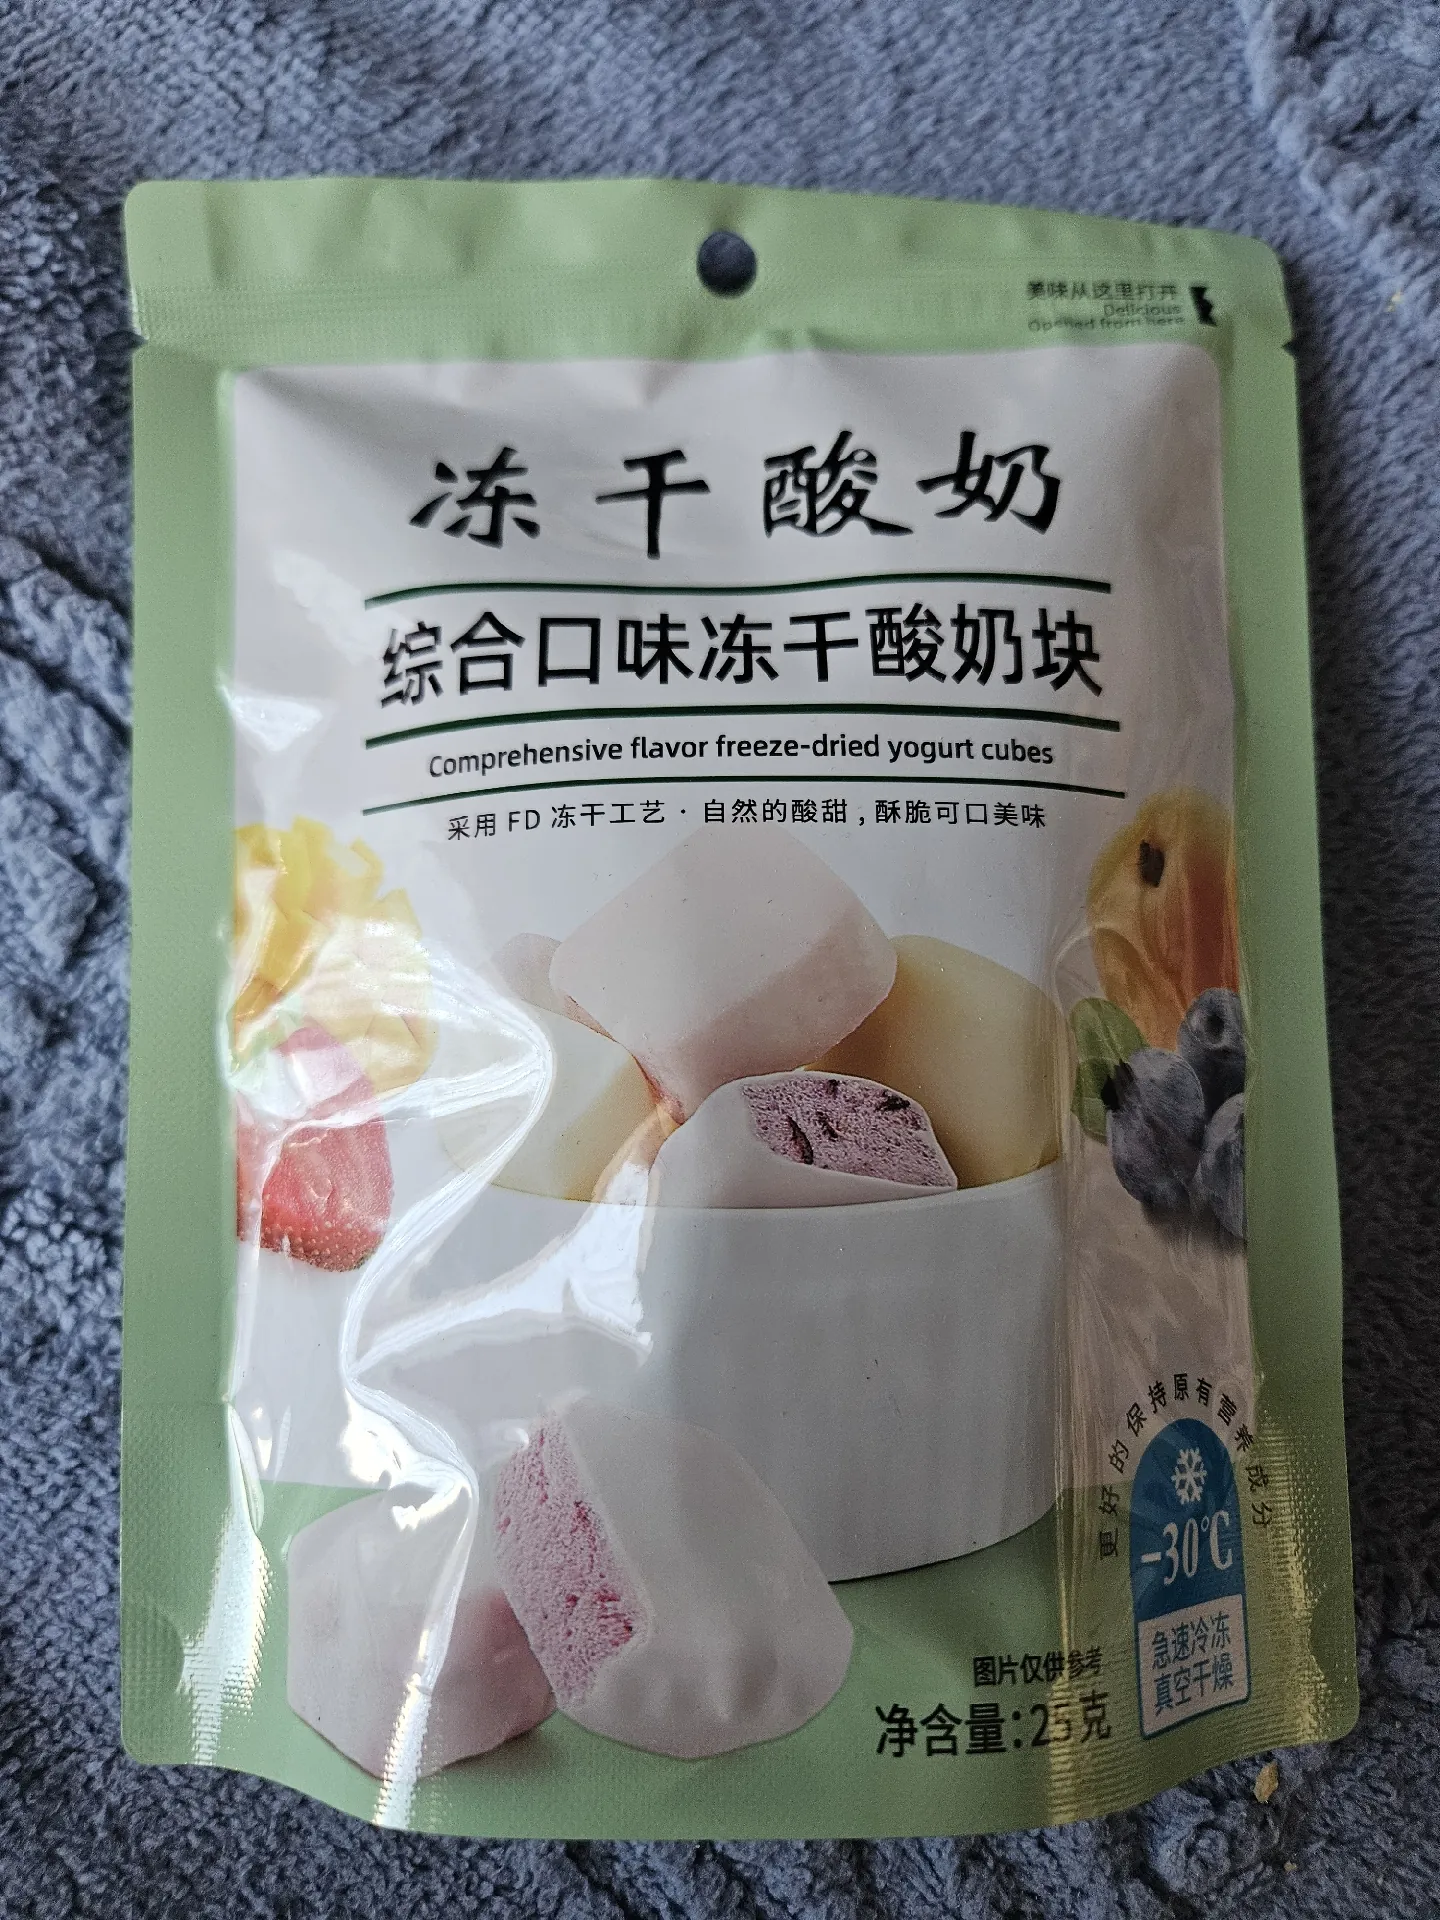 美味从这里打开
Delicious
Opened from here
冻干酸奶
综合口味冻干酸奶块
Comprehensive flavor freeze-dried yogurt cubes
采用 FD 冻干工艺 · 自然的酸甜，酥脆可口美味
更好的保持原有营养成分
-30℃
急速冷冻
真空干燥
图片仅供参考
净含量：25克